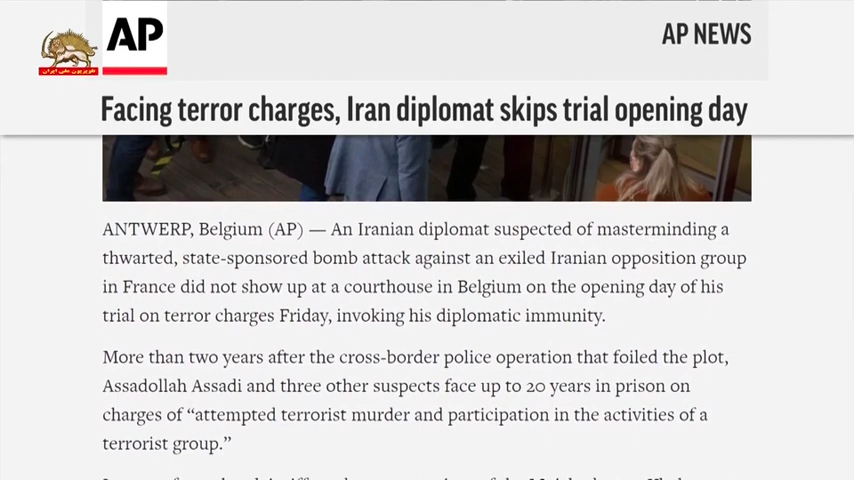 AP
AP NEWS
Facing terror charges, Iran diplomat skips trial opening day
ANTWERP, Belgium (AP) — An Iranian diplomat suspected of masterminding a
thwarted, state-sponsored bomb attack against an exiled Iranian opposition group
in France did not show up at a courthouse in Belgium on the opening day of his
trial on terror charges Friday, invoking his diplomatic immunity.
More than two years after the cross-border police operation that foiled the plot,
Assadollah Assadi and three other suspects face up to 20 years in prison on
charges of “attempted terrorist murder and participation in the activities of a
terrorist group.”